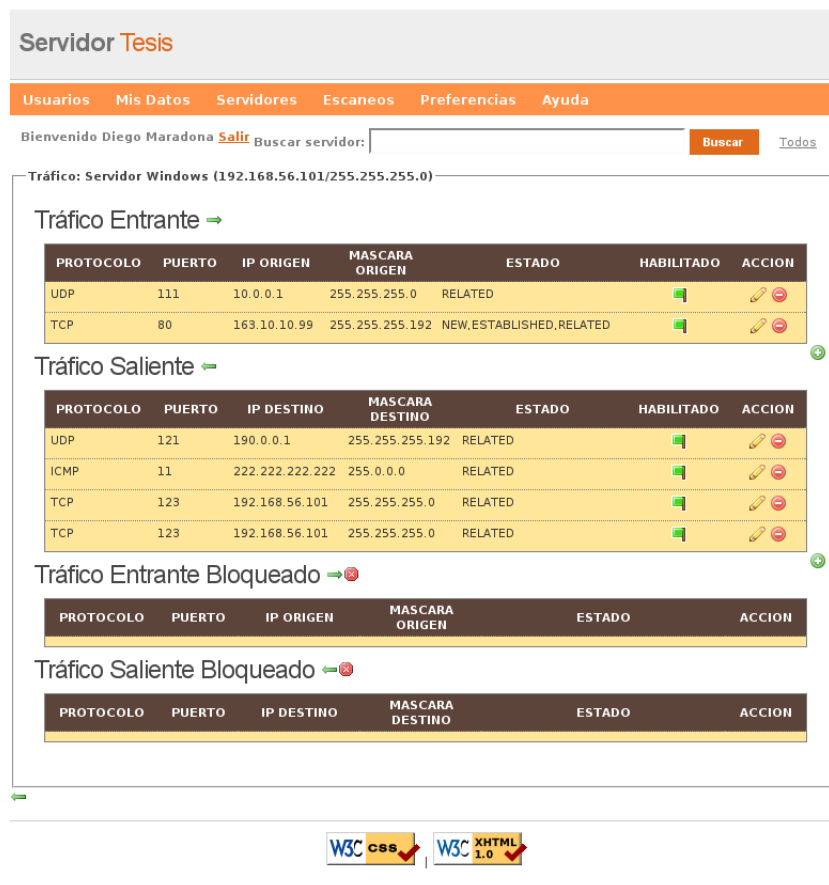 Servidor Tesis
Usuarios Mis Datos Servidores Escaneos Preferencias Ayuda
Bienvenido Diego Maradona Salir Buscar servidor: Buscar Todos
Tráfico: Servidor Windows (192.168.56.101/255.255.255.0)
Tráfico Entrante
PROTOCOLO PUERTO IP ORIGEN MASCARA ORIGEN ESTADO HABILITADO ACCION
UDP 111 10.0.0.1 255.255.255.0 RELATED
TCP 80 163.10.10.99 255.255.255.192 NEW,ESTABLISHED,RELATED
Tráfico Saliente
PROTOCOLO PUERTO IP DESTINO MASCARA DESTINO ESTADO HABILITADO ACCION
UDP 121 190.0.0.1 255.255.255.192 RELATED
ICMP 11 222.222.222.222 255.0.0.0 RELATED
TCP 123 192.168.56.101 255.255.255.0 RELATED
TCP 123 192.168.56.101 255.255.255.0 RELATED
Tráfico Entrante Bloqueado
PROTOCOLO PUERTO IP ORIGEN MASCARA ORIGEN ESTADO ACCION
Tráfico Saliente Bloqueado
PROTOCOLO PUERTO IP DESTINO MASCARA DESTINO ESTADO ACCION
W3C css | W3C XHTML 1.0